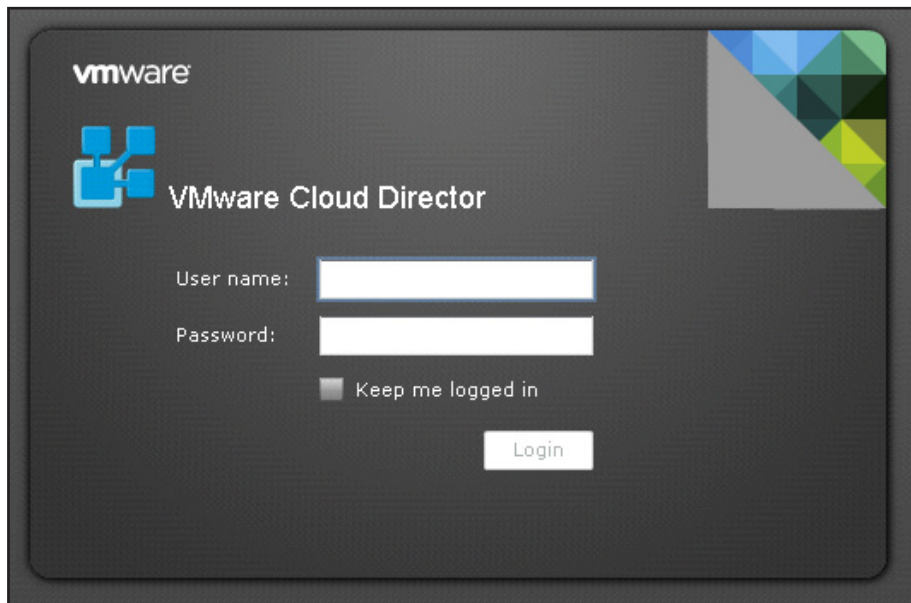 vmware
VMware Cloud Director
User name:
Password:
Keep me logged in
Login